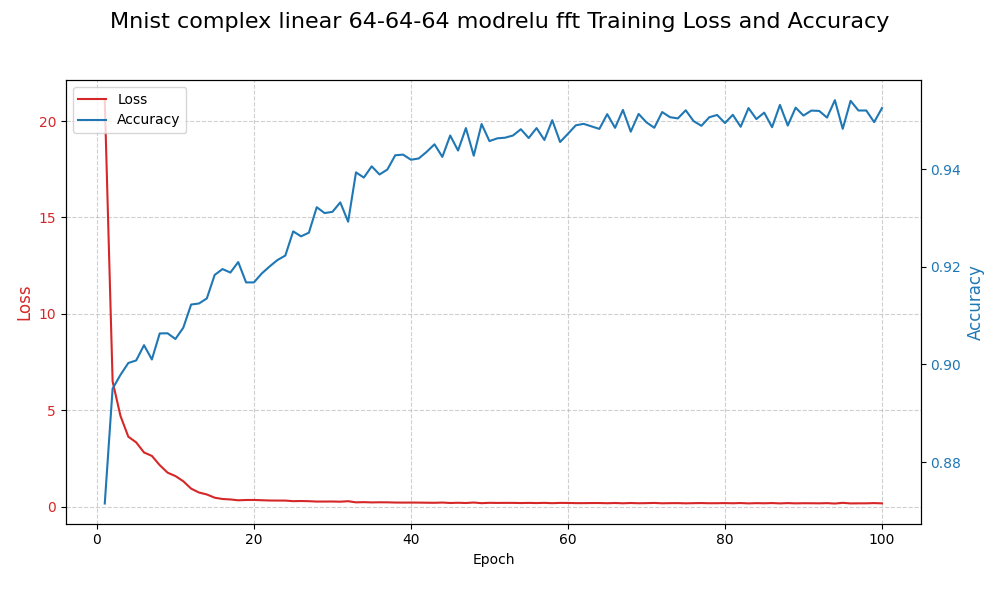 Mnist complex linear 64-64-64 modrelu fft Training Loss and Accuracy
Loss
Accuracy
20
15
10
5
0
Loss
0.94
0.92
0.90
0.88
Accuracy
0 20 40 60 80 100
Epoch